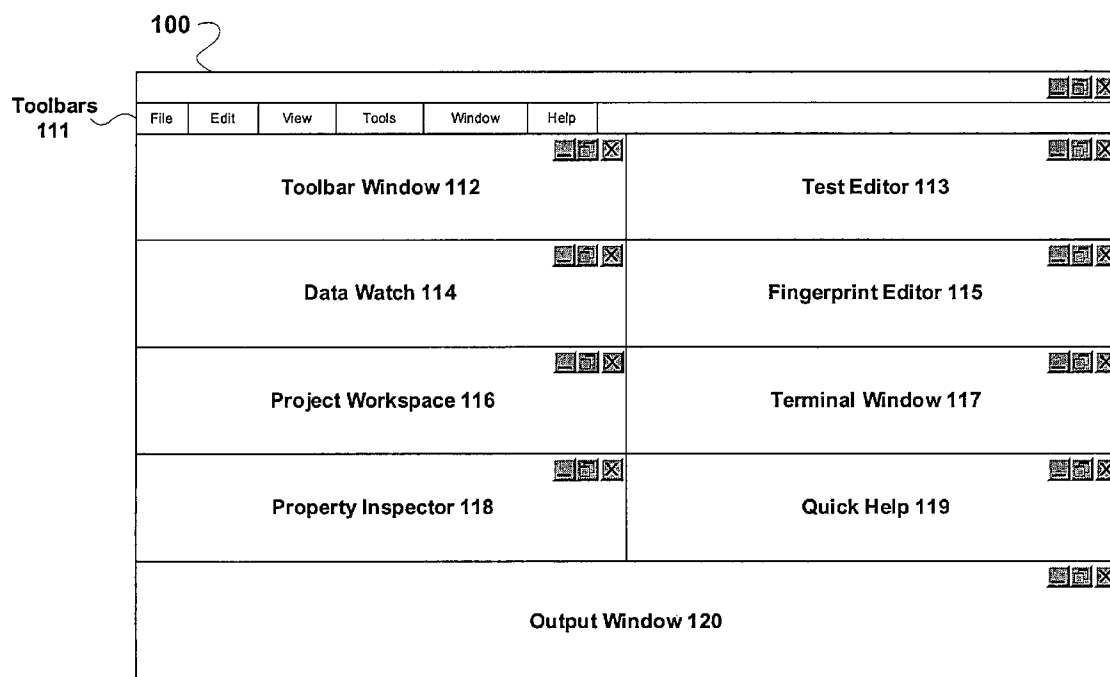 100
Toolbars
111
File Edit View Tools Window Help
Toolbar Window 112
Test Editor 113
Data Watch 114
Fingerprint Editor 115
Project Workspace 116
Terminal Window 117
Property Inspector 118
Quick Help 119
Output Window 120